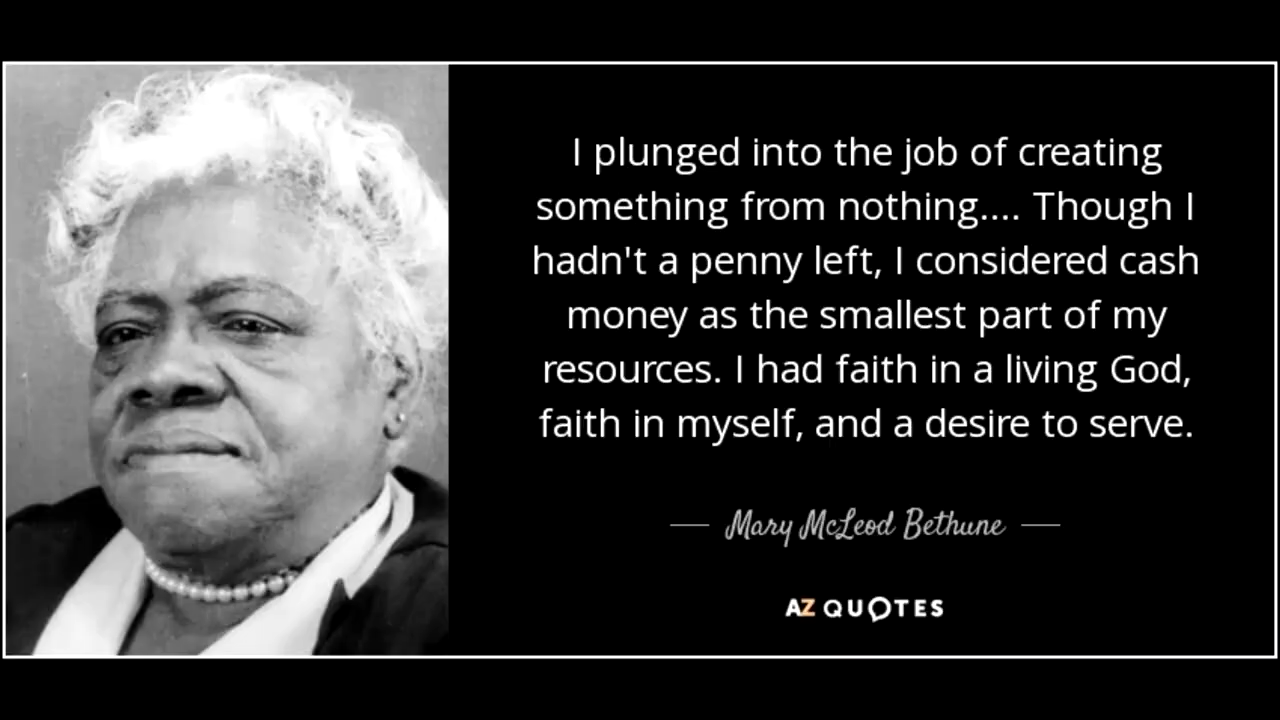 I plunged into the job of creating
something from nothing.... Though I
hadn't a penny left, I considered cash
money as the smallest part of my
resources. I had faith in a living God,
faith in myself, and a desire to serve.
Mary McLeod Bethune
AZ QUOTES